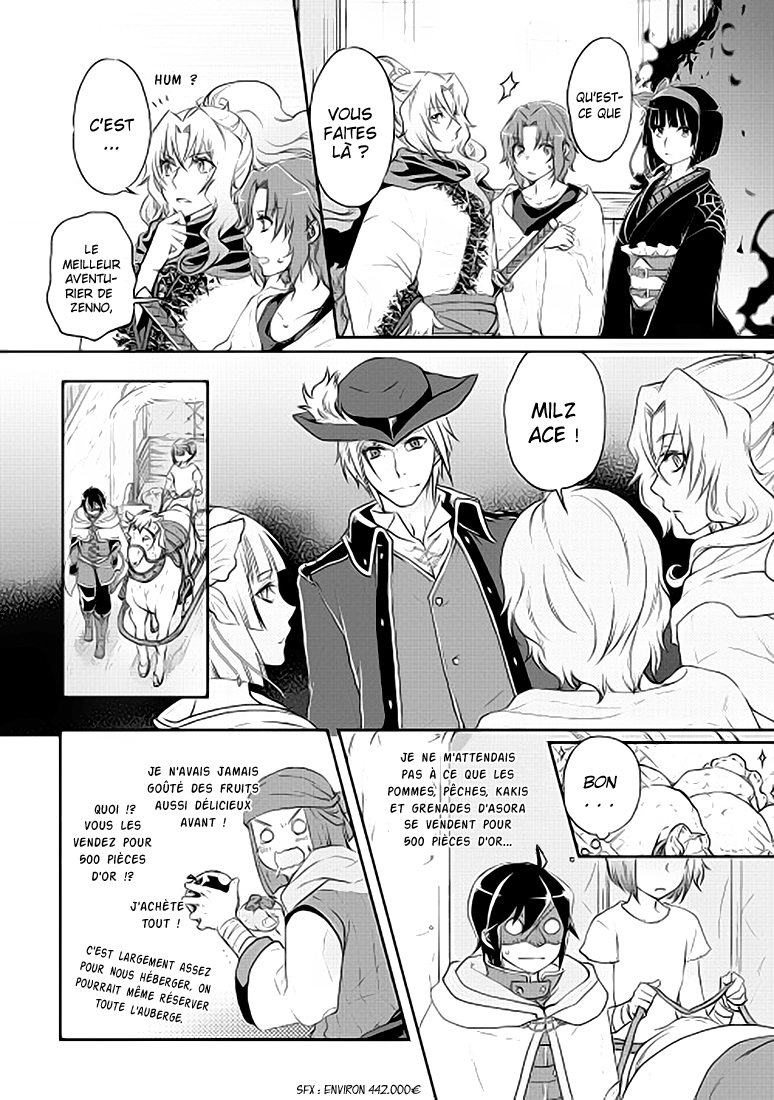 QU'EST-
CE QUE
VOUS
FAITES
LÀ ?
HUM ?
C'EST
...
LE
MEILLEUR
AVENTU-
RIER DE
ZENNO,
MILZ
ACE !
BON
....
JE NE M'ATTENDAIS
PAS À CE QUE LES
POMMES, PÊCHES, KAKIS
ET GRENADES D'ASORA
SE VENDENT POUR
500 PIÈCES D'OR...
JE N'AVAIS JAMAIS
GOÛTÉ DES FRUITS
AUSSI DÉLICIEUX
AVANT !
QUOI !?
VOUS LES
VENDEZ POUR
500 PIÈCES
D'OR !?
J'ACHÈTE
TOUT !
C'EST LARGEMENT ASSEZ
POUR NOUS HÉBERGER, ON
POURRAIT MÊME RÉSERVER
TOUTE L'AUBERGE.
SFX : ENVIRON 442.000€